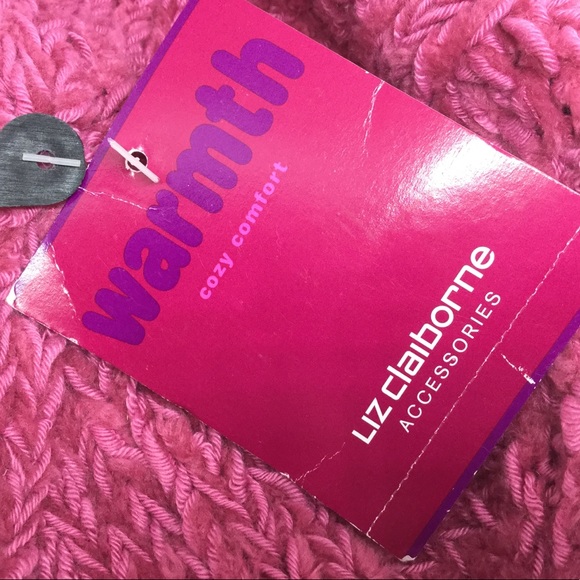 warmth
cozy comfort
LIZ claiborne
ACCESSORIES